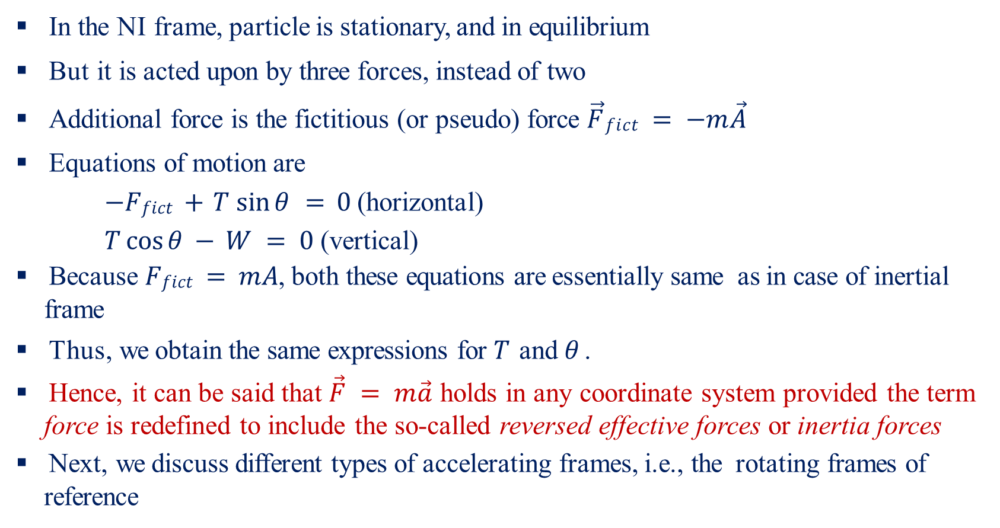 ▪ In the NI frame, particle is stationary, and in equilibrium
▪ But it is acted upon by three forces, instead of two
▪ Additional force is the fictitious (or pseudo) force $\vec{F}_{fict} = -m\vec{A}$
▪ Equations of motion are
$-F_{fict} + T \sin\theta = 0$ (horizontal)
$T \cos\theta - W = 0$ (vertical)
▪ Because $F_{fict} = mA$, both these equations are essentially same as in case of inertial
frame
▪ Thus, we obtain the same expressions for $T$ and $\theta$ .
▪ Hence, it can be said that $\vec{F} = m\vec{a}$ holds in any coordinate system provided the term
force is redefined to include the so-called reversed effective forces or inertia forces
▪ Next, we discuss different types of accelerating frames, i.e., the rotating frames of
reference